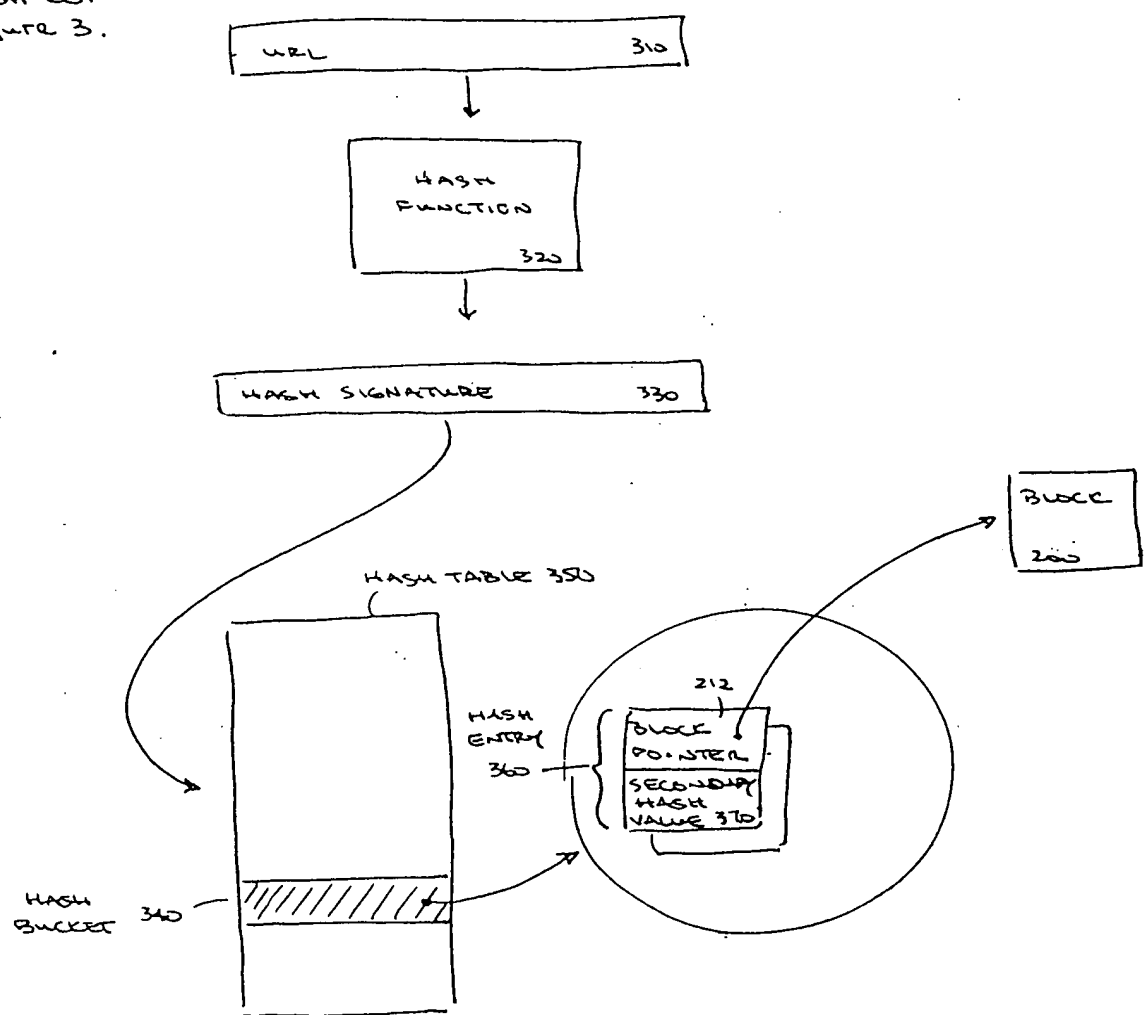 gure 3.
URL 310
HASH
FUNCTION
320
HASH SIGNATURE 330
BLOCK
200
HASH TABLE 350
212
HASH
ENTRY
360
BLOCK
POINTER
SECONDARY
HASH
VALUE 370
HASH
BUCKET 340